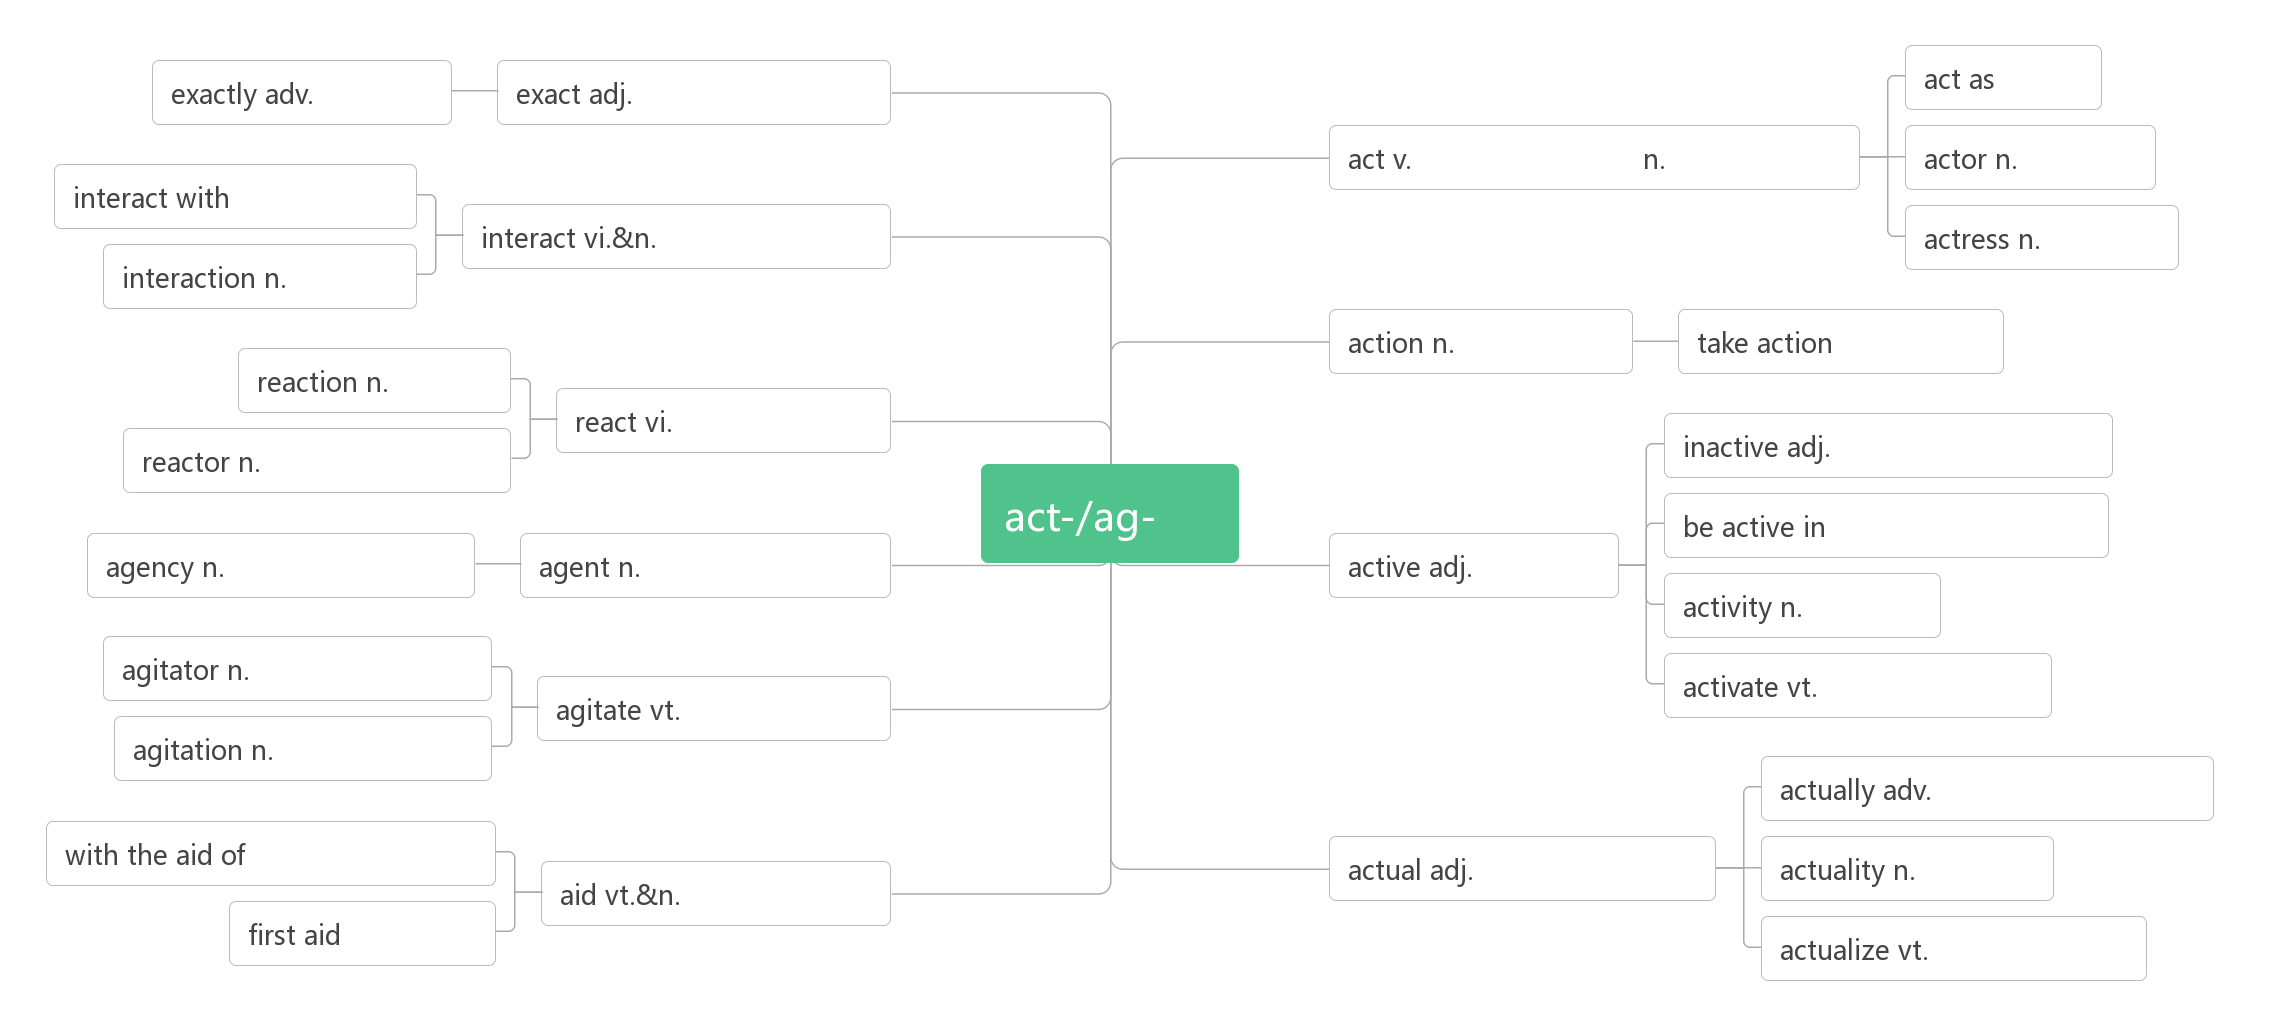 act-/ag-
act v. n.
act as
actor n.
actress n.
action n.
take action
active adj.
inactive adj.
be active in
activity n.
activate vt.
actual adj.
actually adv.
actuality n.
actualize vt.
exact adj.
exactly adv.
interact vi.&n.
interact with
interaction n.
react vi.
reaction n.
reactor n.
agent n.
agency n.
agitate vt.
agitator n.
agitation n.
aid vt.&n.
with the aid of
first aid